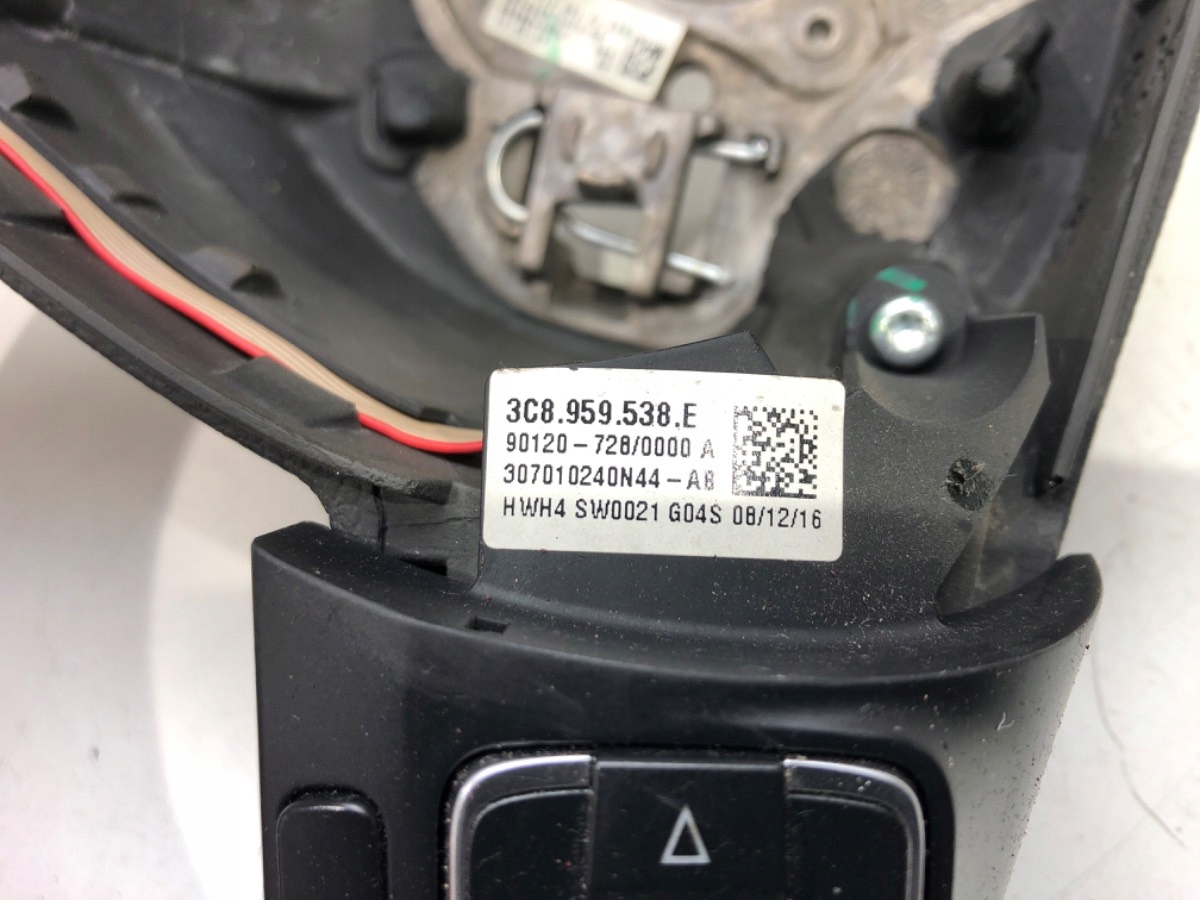 3C8.959.538.E
90120-728/0000 A
307010240N44-AB
HWH4 SW0021 G04S 08/12/16